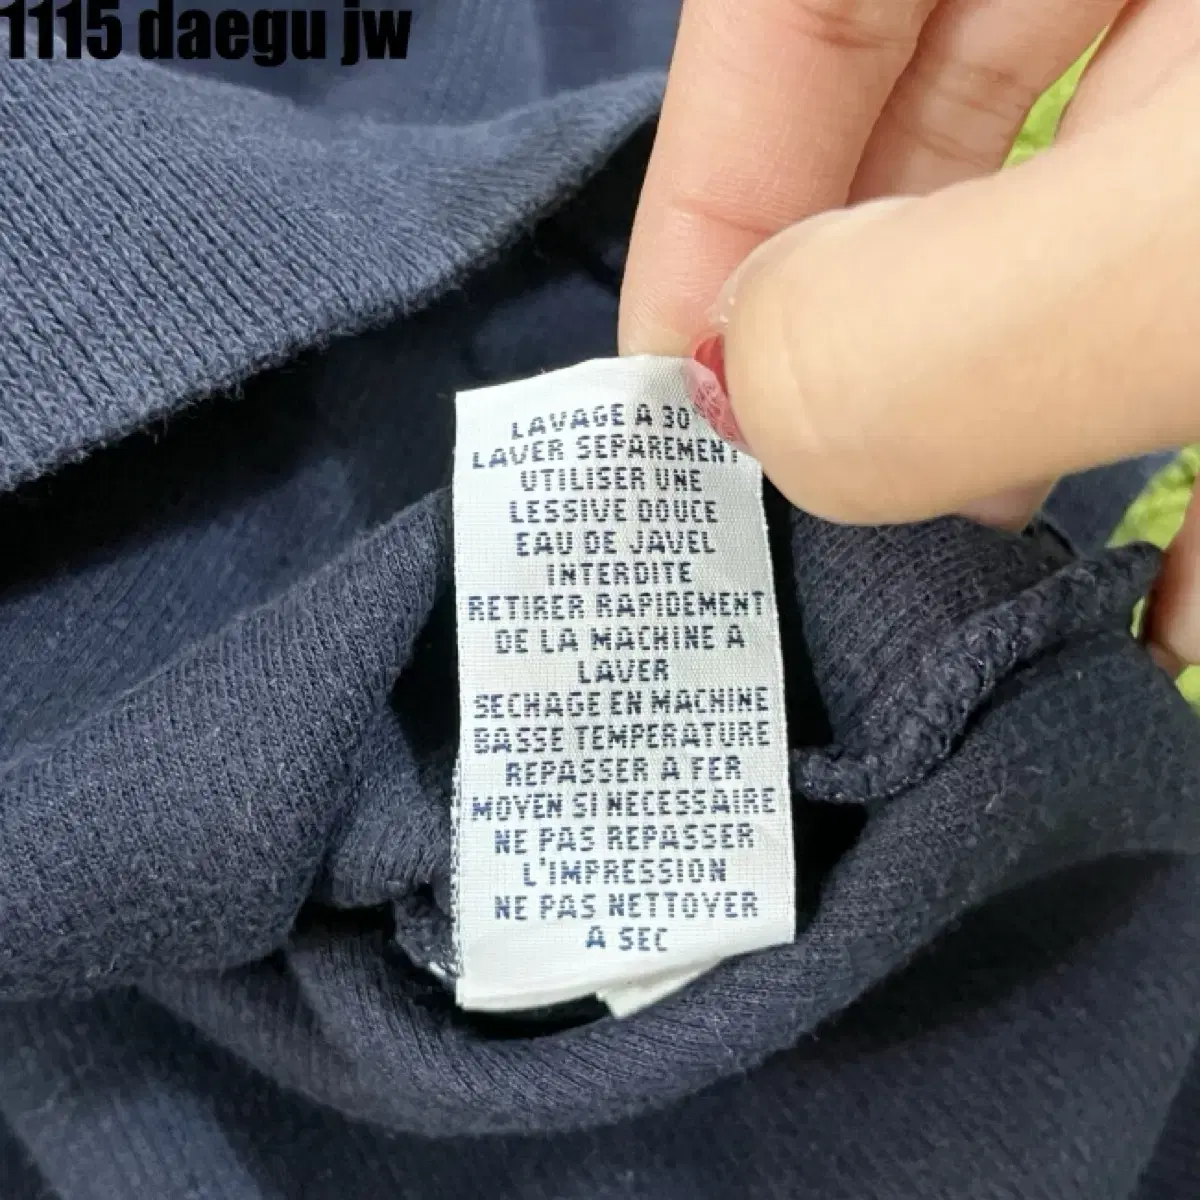 1115 daegu jw
LAVAGE A 30°
LAVER SEPAREMENT
UTILISER UNE
LESSIVE DOUCE
EAU DE JAVEL
INTERDITE
RETIRER RAPIDEMENT
DE LA MACHINE A
LAVER
SECHAGE EN MACHINE
BASSE TEMPERATURE
REPASSER A FER
MOYEN SI NECESSAIRE
NE PAS REPASSER
L'IMPRESSION
NE PAS NETTOYER
A SEC